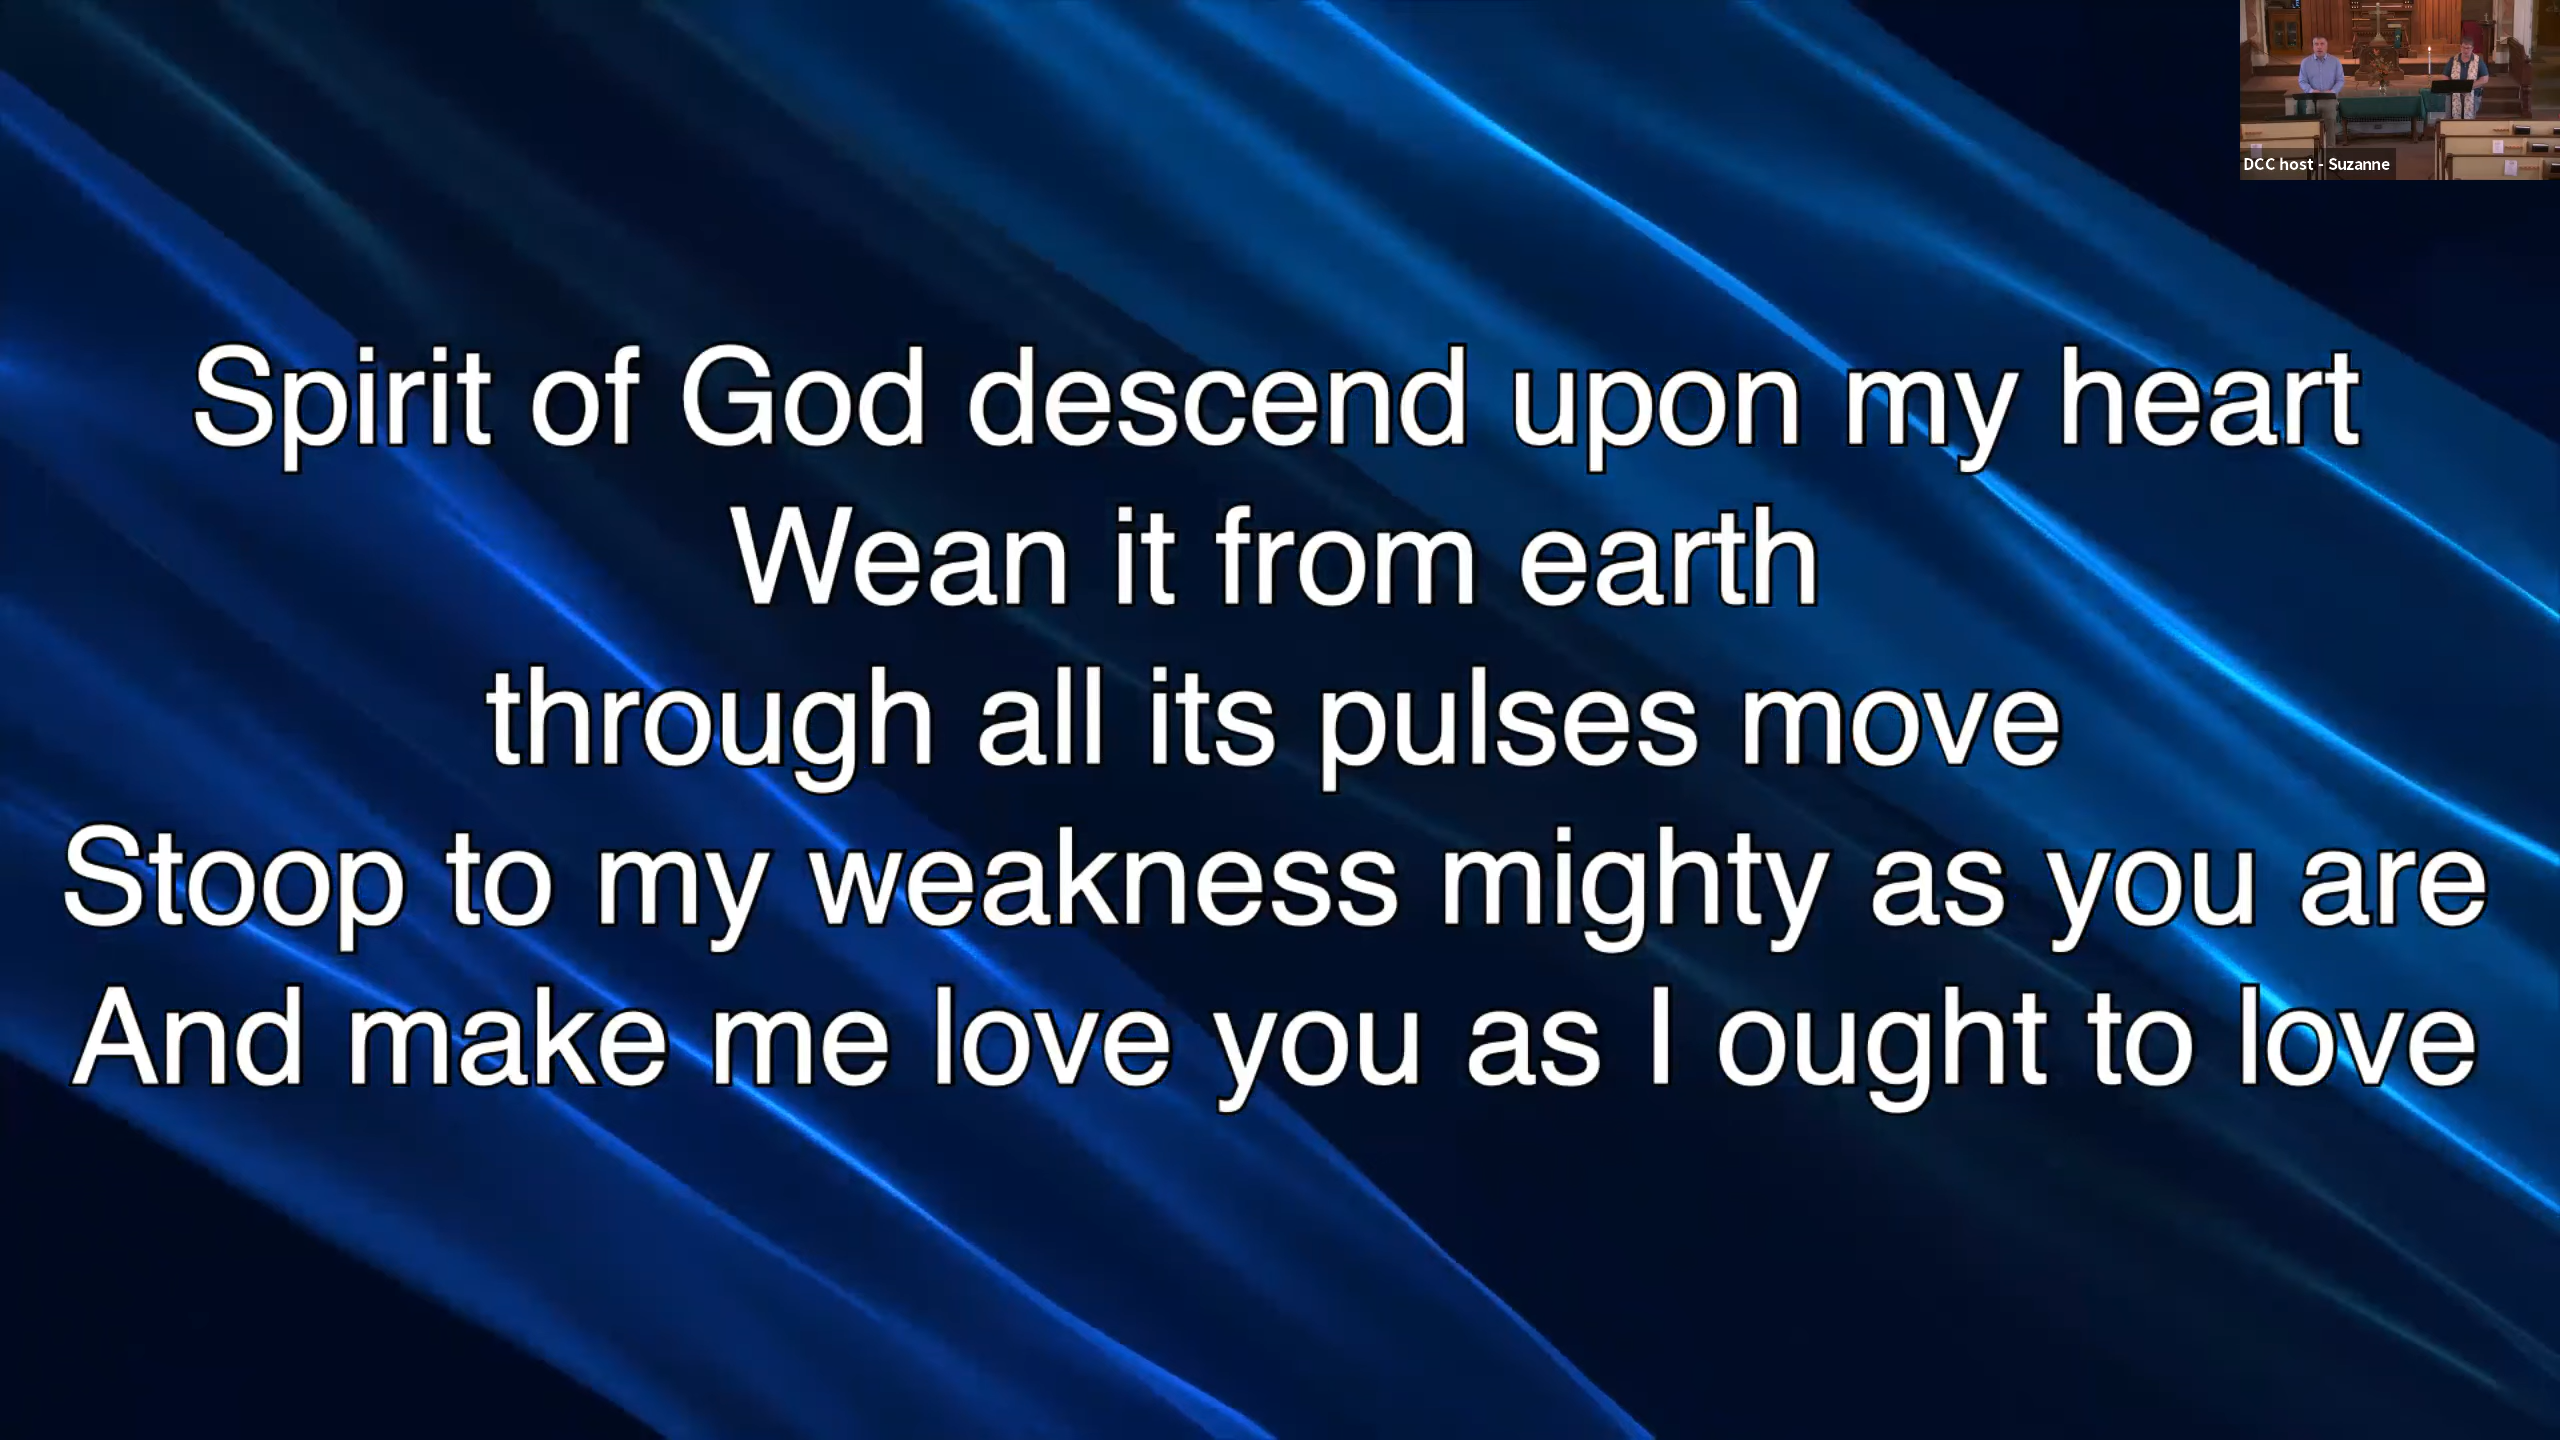 DCC host - Suzanne
Spirit of God descend upon my heart
Wean it from earth
through all its pulses move
Stoop to my weakness mighty as you are
And make me love you as I ought to love